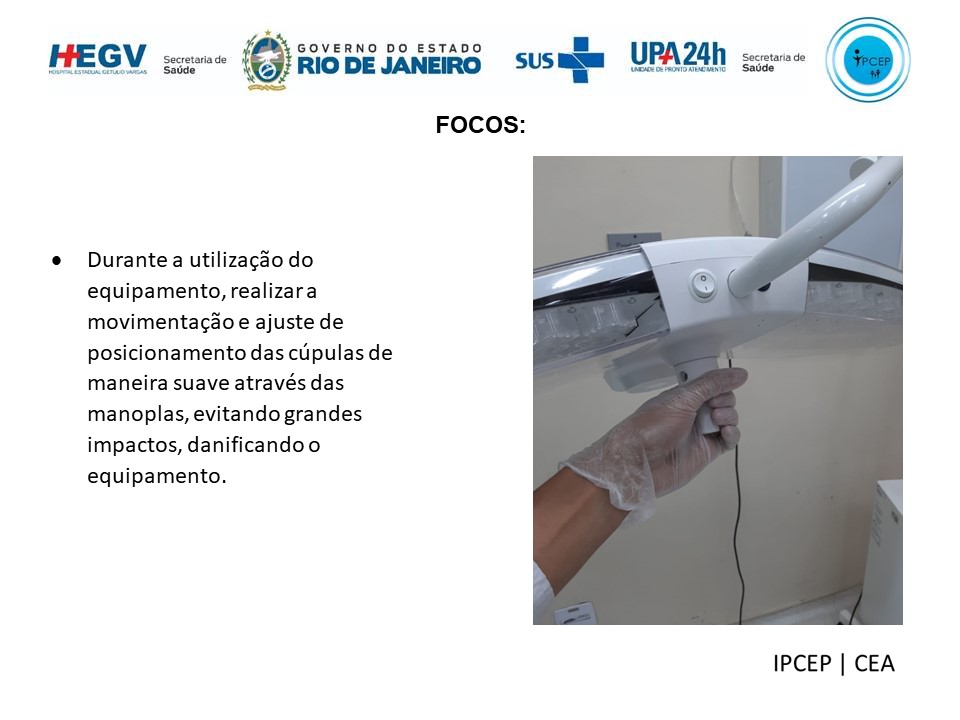 HEGV
HOSPITAL ESTADUAL GETÚLIO VARGAS
Secretaria de
Saúde
GOVERNO DO ESTADO
RIO DE JANEIRO
SUS
UPA24h
UNIDADE DE PRONTO ATENDIMENTO
Secretaria de
Saúde
IPCEP
FOCOS:
• Durante a utilização do
equipamento, realizar a
movimentação e ajuste de
posicionamento das cúpulas de
maneira suave através das
manoplas, evitando grandes
impactos, danificando o
equipamento.
IPCEP | CEA